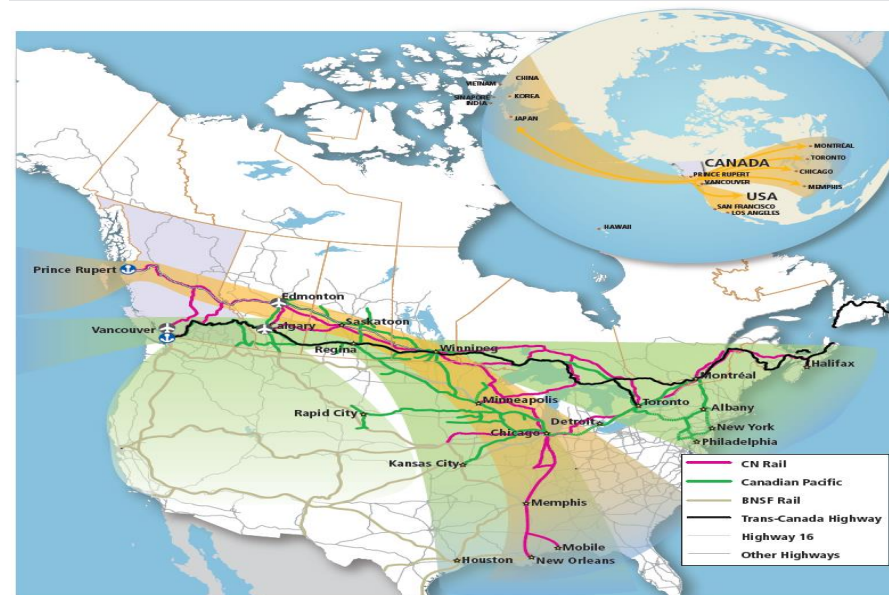 VIETNAM
CHINA
SINGAPORE
KOREA
INDIA
JAPAN
CANADA
PRINCE RUPERT
VANCOUVER
USA
SAN FRANCISCO
LOS ANGELES
MONTRÉAL
TORONTO
CHICAGO
MEMPHIS
HAWAII
Prince Rupert
Edmonton
Vancouver
Calgary
Saskatoon
Regina
Winnipeg
Halifax
Montréal
Minneapolis
Toronto
Rapid City
Albany
Detroit
Chicago
New York
Philadelphia
Kansas City
Memphis
Mobile
New Orleans
Houston
CN Rail
Canadian Pacific
BNSF Rail
Trans-Canada Highway
Highway 16
Other Highways